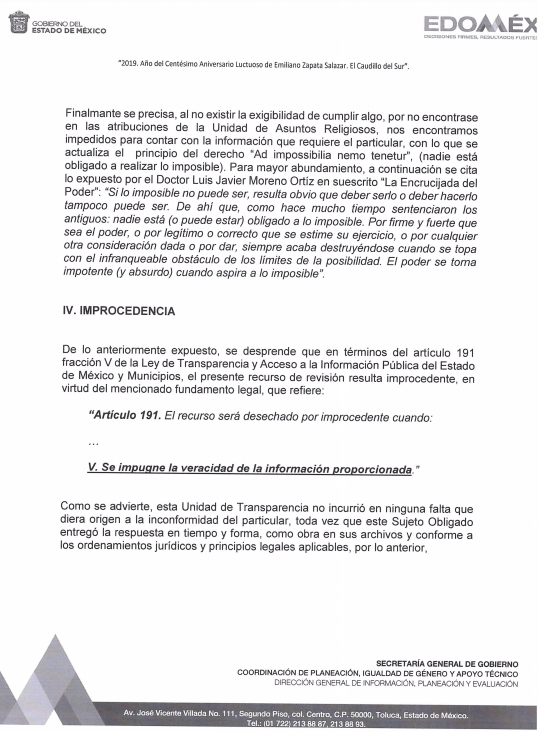 GOBIERNO DEL
ESTADO DE MÉXICO
EDOMÉX
DECISIONES FIRMES, RESULTADOS FUERTES
"2019. Año del Centésimo Aniversario Luctuoso de Emiliano Zapata Salazar. El Caudillo del Sur".
Finalmente se precisa, al no existir la exigibilidad de cumplir algo, por no encontrase
en las atribuciones de la Unidad de Asuntos Religiosos, nos encontramos
impedidos para contar con la información que requiere el particular, con lo que se
actualiza el principio del derecho "Ad impossibilia nemo tenetur", (nadie está
obligado a realizar lo imposible). Para mayor abundamiento, a continuación se cita
lo expuesto por el Doctor Luis Javier Moreno Ortiz en suescrito "La Encrucijada del
Poder": "Si lo imposible no puede ser, resulta obvio que deber serlo o deber hacerlo
tampoco puede ser. De ahí que, como hace mucho tiempo sentenciaron los
antiguos: nadie está (o puede estar) obligado a lo imposible. Por firme y fuerte que
sea el poder, o por legítimo o correcto que se estime su ejercicio, o por cualquier
otra consideración dada o por dar, siempre acaba destruyéndose cuando se topa
con el infranqueable obstáculo de los límites de la posibilidad. El poder se torna
impotente (y absurdo) cuando aspira a lo imposible".
IV. IMPROCEDENCIA
De lo anteriormente expuesto, se desprende que en términos del artículo 191
fracción V de la Ley de Transparencia y Acceso a la Información Pública del Estado
de México y Municipios, el presente recurso de revisión resulta improcedente, en
virtud del mencionado fundamento legal, que refiere:
"Artículo 191. El recurso será desechado por improcedente cuando:
...
V. Se impugne la veracidad de la información proporcionada."
Como se advierte, esta Unidad de Transparencia no incurrió en ninguna falta que
diera origen a la inconformidad del particular, toda vez que este Sujeto Obligado
entregó la respuesta en tiempo y forma, como obra en sus archivos y conforme a
los ordenamientos jurídicos y principios legales aplicables, por lo anterior,
SECRETARÍA GENERAL DE GOBIERNO
COORDINACIÓN DE PLANEACIÓN, IGUALDAD DE GÉNERO Y APOYO TÉCNICO
DIRECCIÓN GENERAL DE INFORMACIÓN, PLANEACIÓN Y EVALUACIÓN
Av. José Vicente Villada No. 111, Segundo Piso, col. Centro, C.P. 50000, Toluca, Estado de México.
Tel.: (01 722) 213 88 87, 213 88 93.